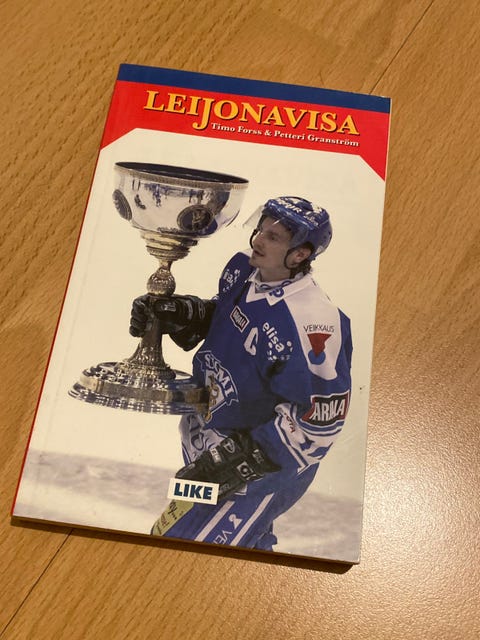 LEIJONAVISA
Timo Forss & Petteri Granström
VEIKKAUS
elisa
C
ARMA
LIKE